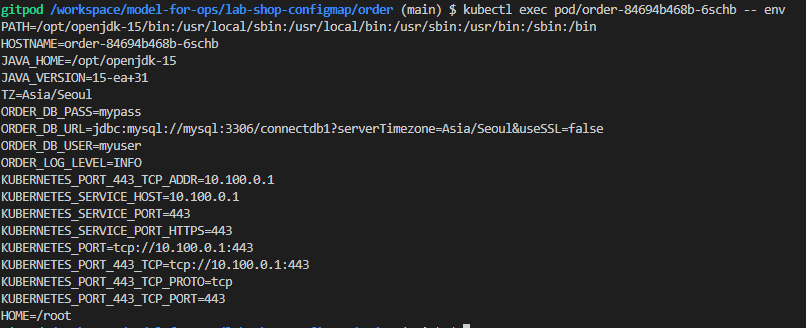 gitpod /workspace/model-for-ops/lab-shop-configmap/order (main) $ kubectl exec pod/order-84694b468b-6schb -- env
PATH=/opt/openjdk-15/bin:/usr/local/sbin:/usr/local/bin:/usr/sbin:/usr/bin:/sbin:/bin
HOSTNAME=order-84694b468b-6schb
JAVA_HOME=/opt/openjdk-15
JAVA_VERSION=15-ea+31
TZ=Asia/Seoul
ORDER_DB_PASS=mypass
ORDER_DB_URL=jdbc:mysql://mysql:3306/connectdb1?serverTimezone=Asia/Seoul&useSSL=false
ORDER_DB_USER=myuser
ORDER_LOG_LEVEL=INFO
KUBERNETES_PORT_443_TCP_ADDR=10.100.0.1
KUBERNETES_SERVICE_HOST=10.100.0.1
KUBERNETES_SERVICE_PORT=443
KUBERNETES_SERVICE_PORT_HTTPS=443
KUBERNETES_PORT=tcp://10.100.0.1:443
KUBERNETES_PORT_443_TCP=tcp://10.100.0.1:443
KUBERNETES_PORT_443_TCP_PROTO=tcp
KUBERNETES_PORT_443_TCP_PORT=443
HOME=/root